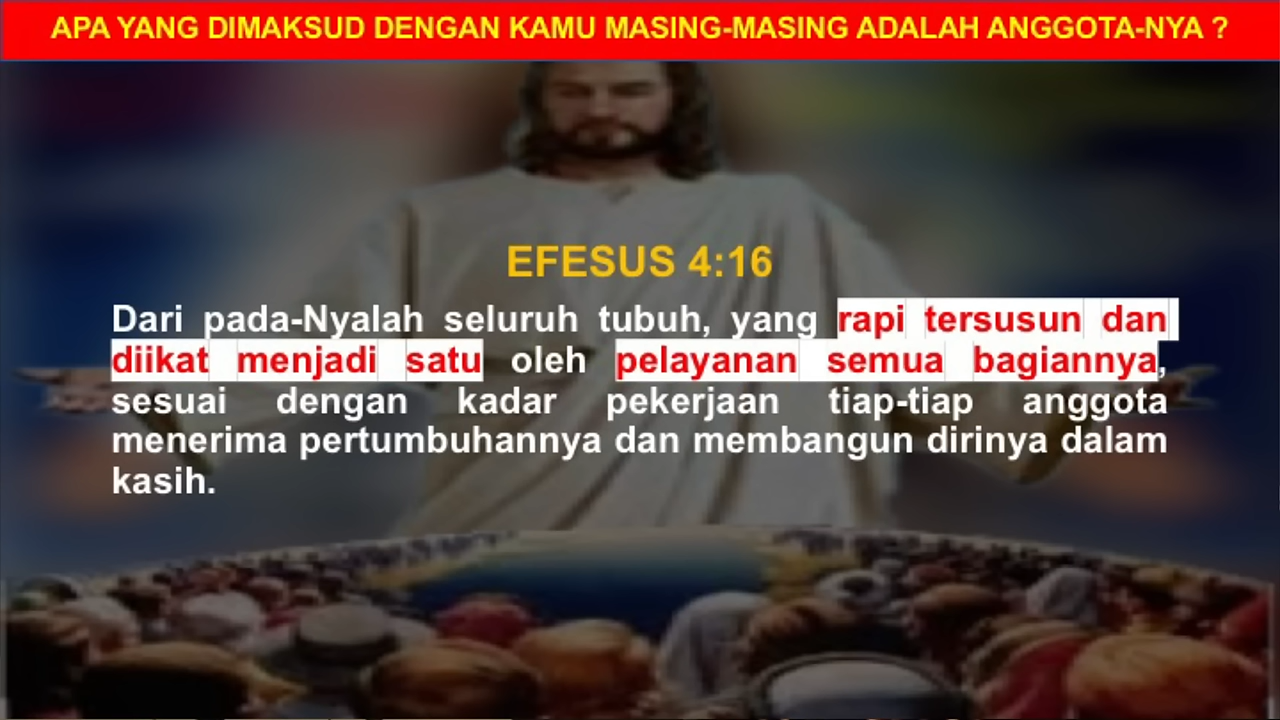 APA YANG DIMAKSUD DENGAN KAMU MASING-MASING ADALAH ANGGOTA-NYA ?
EFESUS 4:16
Dari pada-Nyalah seluruh tubuh, yang rapi tersusun dan
diikat menjadi satu oleh pelayanan semua bagiannya,
sesuai dengan kadar pekerjaan tiap-tiap anggota
menerima pertumbuhannya dan membangun dirinya dalam
kasih.